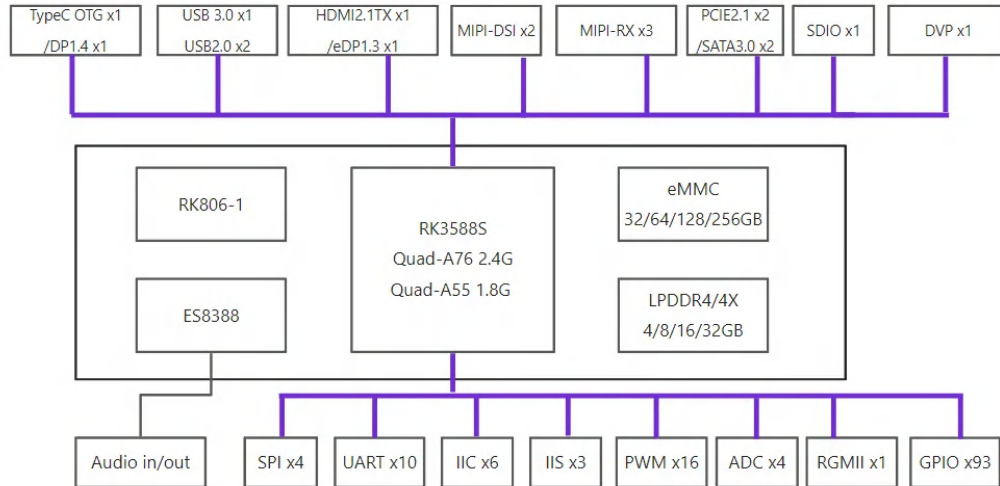 TypeC OTG x1
/DP1.4 x1
USB 3.0 x1
USB2.0 x2
HDMI2.1TX x1
/eDP1.3 x1
MIPI-DSI x2
MIPI-RX x3
PCIE2.1 x2
/SATA3.0 x2
SDIO x1
DVP x1
RK806-1
RK3588S
Quad-A76 2.4G
Quad-A55 1.8G
eMMC
32/64/128/256GB
ES8388
LPDDR4/4X
4/8/16/32GB
Audio in/out
SPI x4
UART x10
IIC x6
IIS x3
PWM x16
ADC x4
RGMII x1
GPIO x93